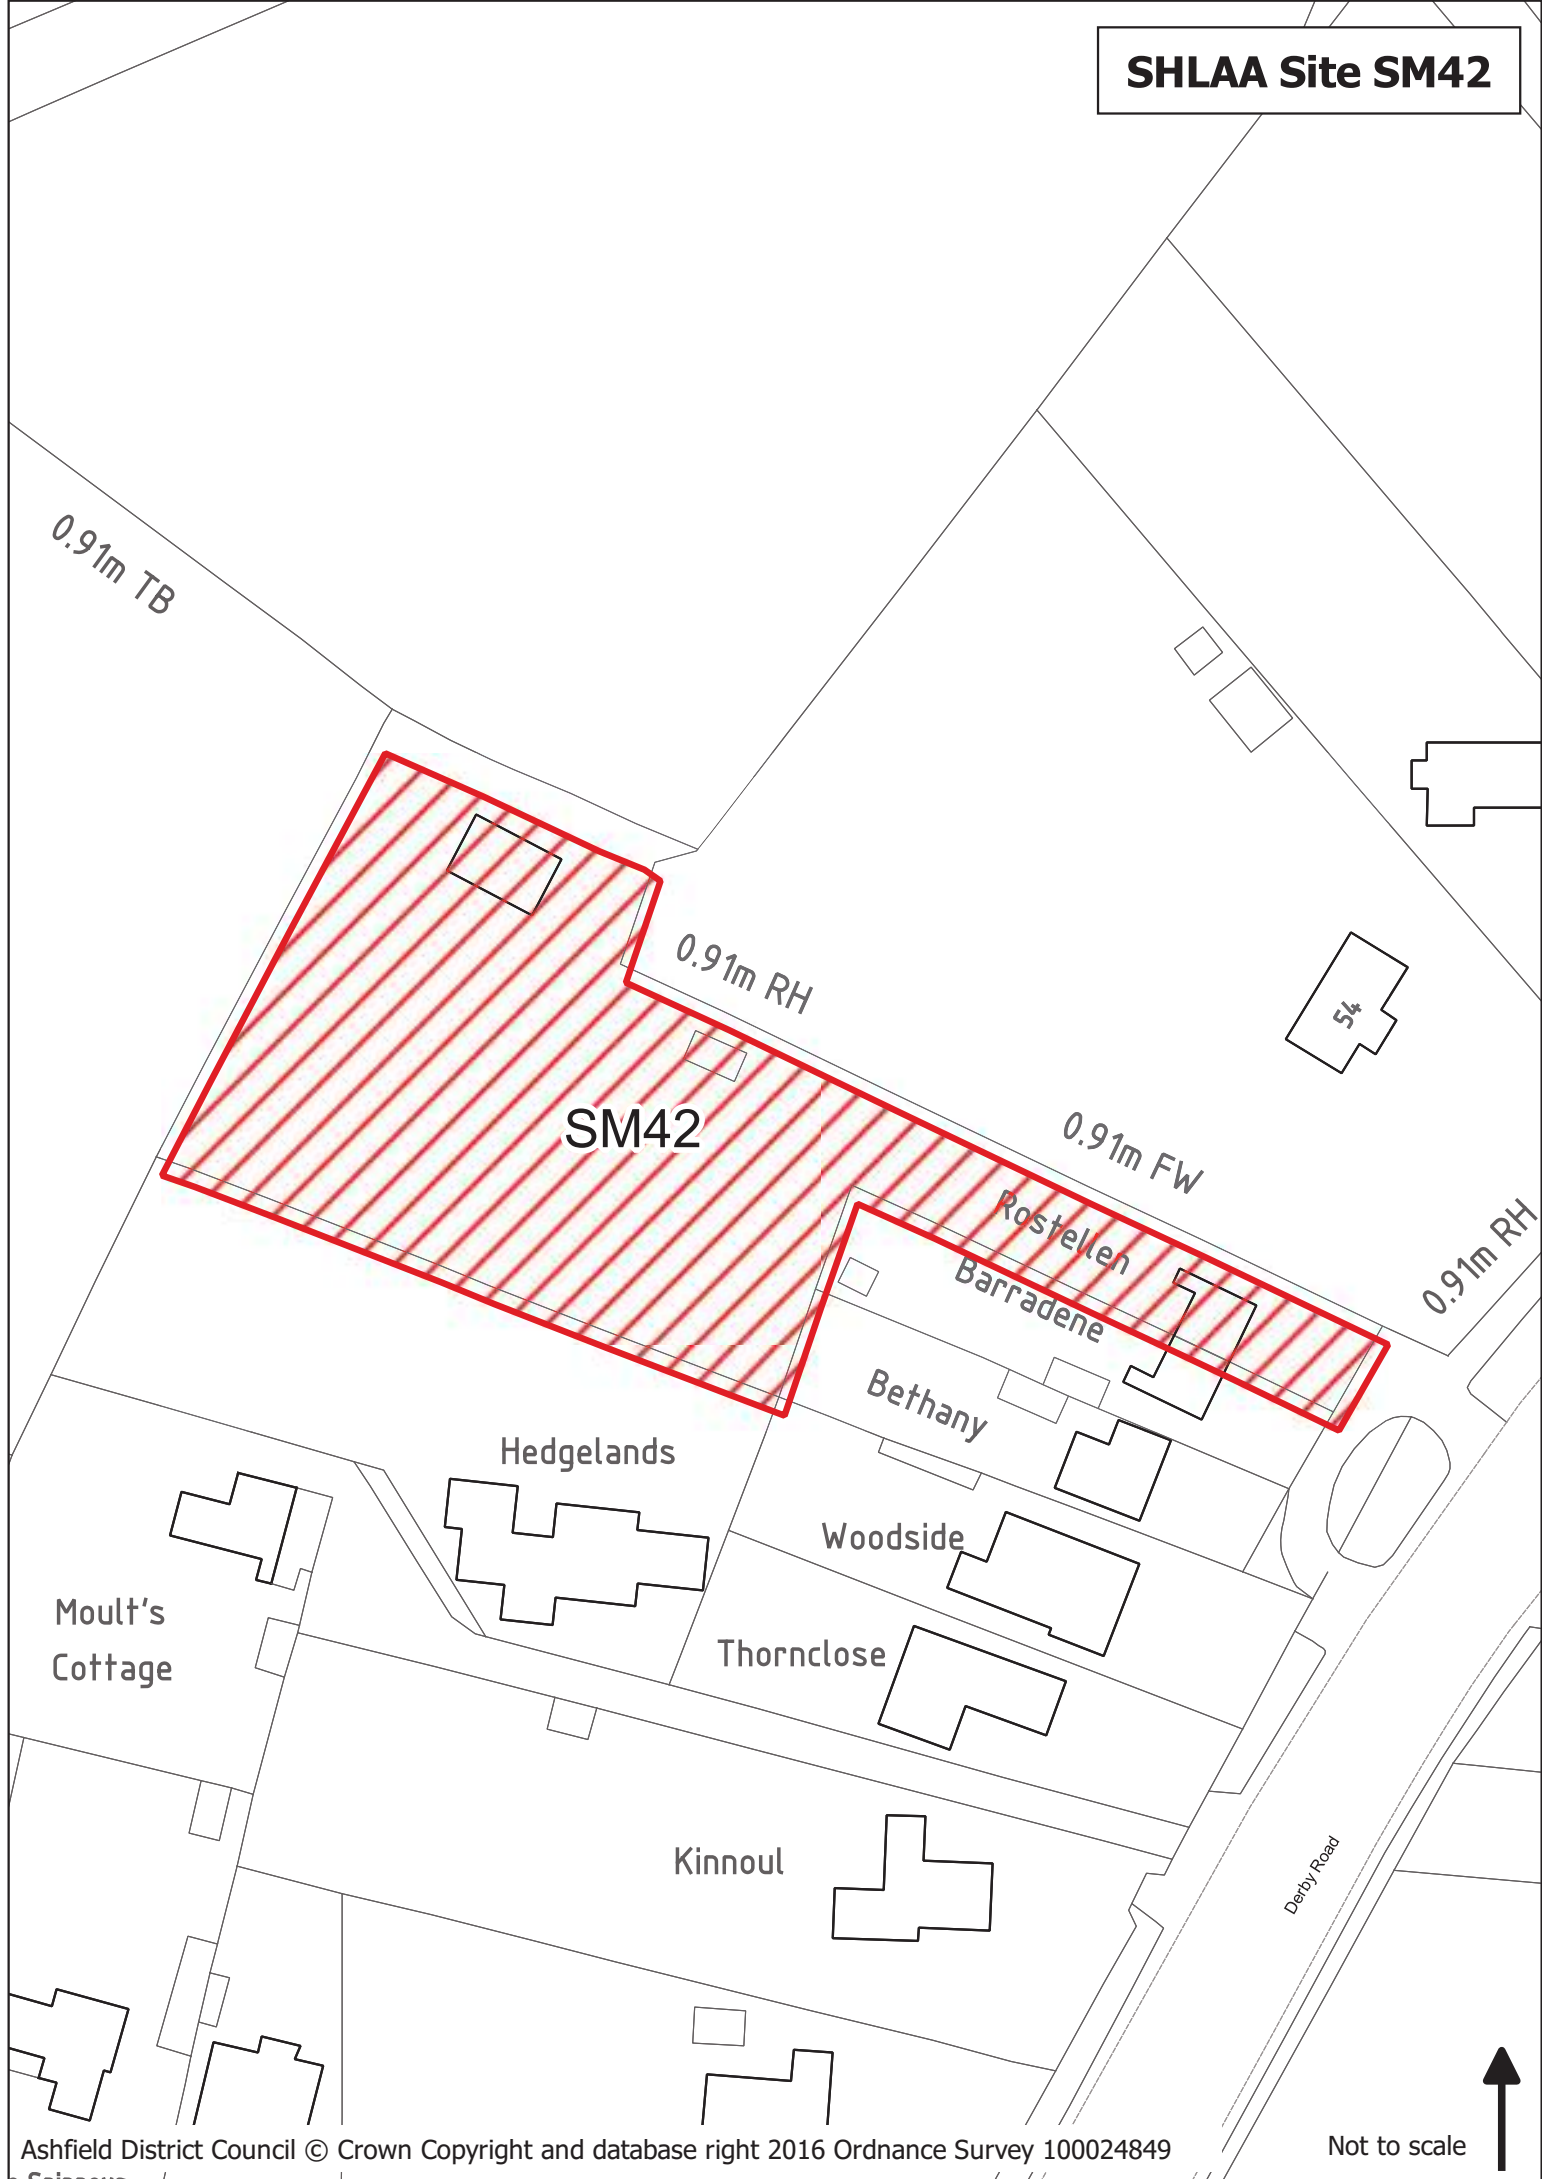 SHLAA Site SM42
0.91m TB
0.91m RH
54
SM42
0.91m FW
Rostellen
0.91m RH
Barradene
Bethany
Hedgelands
Woodside
Moult's
Cottage
Thornclose
Kinnoul
Derby Road
Ashfield District Council © Crown Copyright and database right 2016 Ordnance Survey 100024849
Not to scale